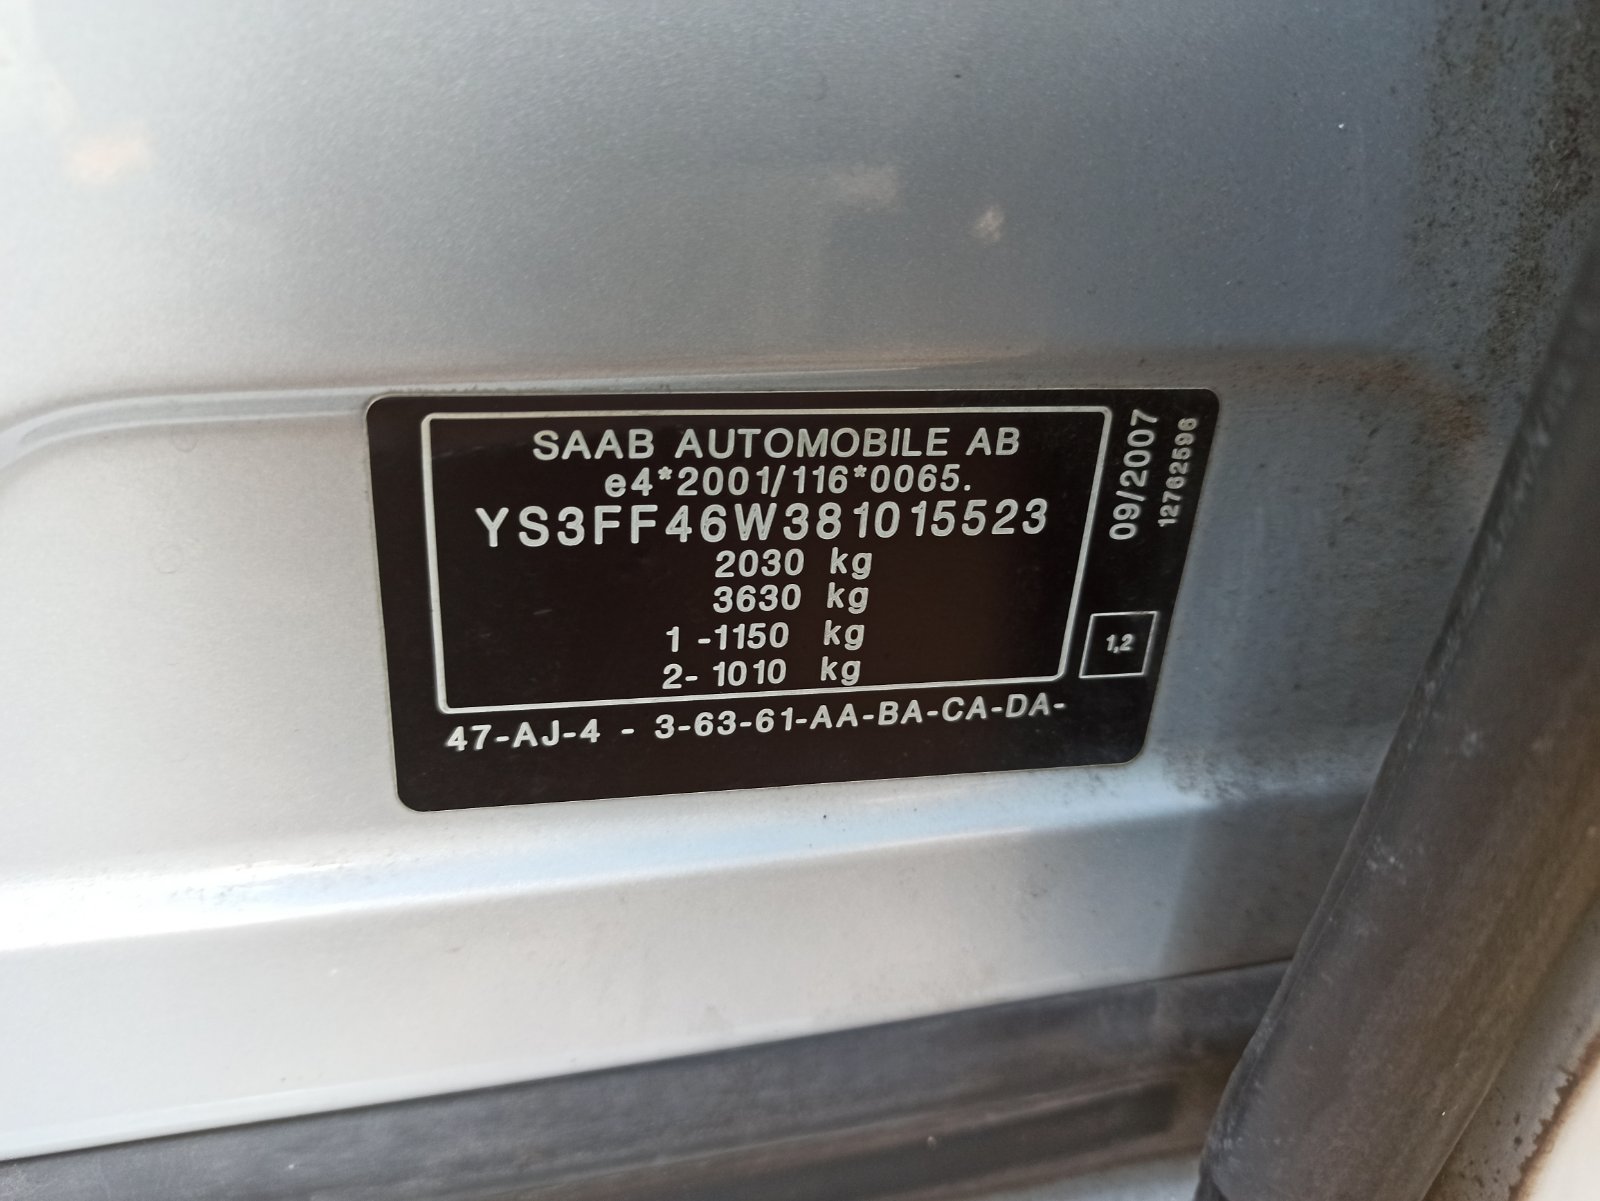 SAAB AUTOMOBILE AB
e4*2001/116*0065.
YS3FF46W381015523
2030 kg
3630 kg
1 -1150 kg
2- 1010 kg
47-AJ-4 - 3-63-61-AA-BA-CA-DA-
09/2007
12762596
1,2